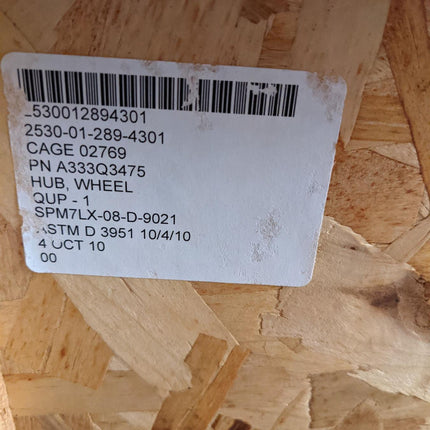 530012894301
2530-01-289-4301
CAGE 02769
PN A333Q3475
HUB, WHEEL
QUP - 1
SPM7LX-08-D-9021
ASTM D 3951 10/4/10
4 OCT 10
00